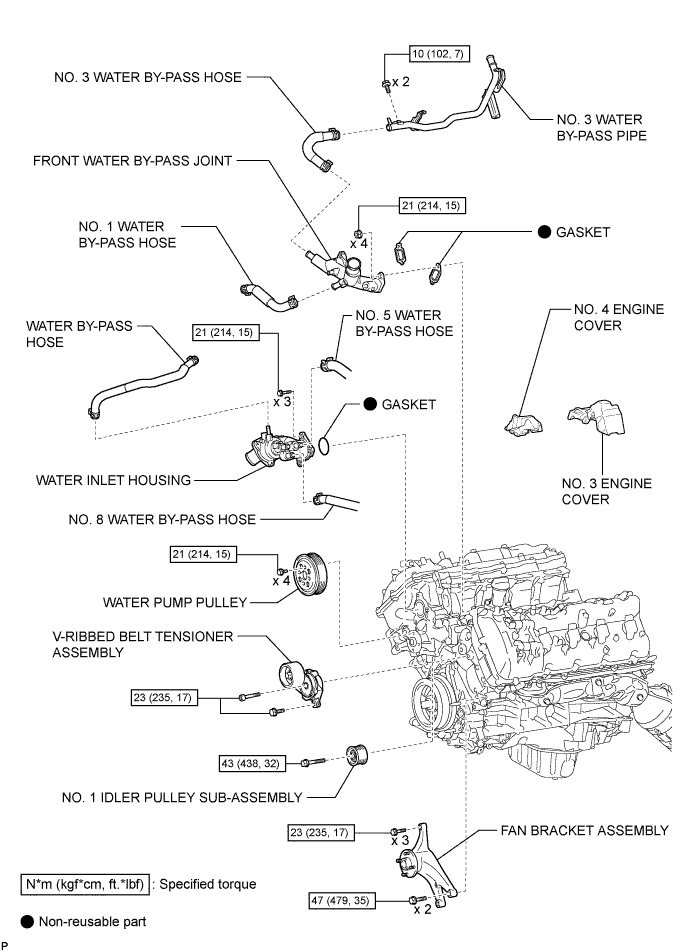 10 (102, 7)
x 2
NO. 3 WATER BY-PASS HOSE
NO. 3 WATER
BY-PASS PIPE
FRONT WATER BY-PASS JOINT
21 (214, 15)
x 4
NO. 1 WATER
BY-PASS HOSE
GASKET
WATER BY-PASS
HOSE
21 (214, 15)
NO. 5 WATER
BY-PASS HOSE
NO. 4 ENGINE
COVER
x 3
GASKET
WATER INLET HOUSING
NO. 3 ENGINE
COVER
NO. 8 WATER BY-PASS HOSE
21 (214, 15)
x 4
WATER PUMP PULLEY
V-RIBBED BELT TENSIONER
ASSEMBLY
23 (235, 17)
43 (438, 32)
NO. 1 IDLER PULLEY SUB-ASSEMBLY
23 (235, 17)
x 3
FAN BRACKET ASSEMBLY
N*m (kgf*cm, ft.*lbf) : Specified torque
47 (479, 35)
x 2
Non-reusable part
P